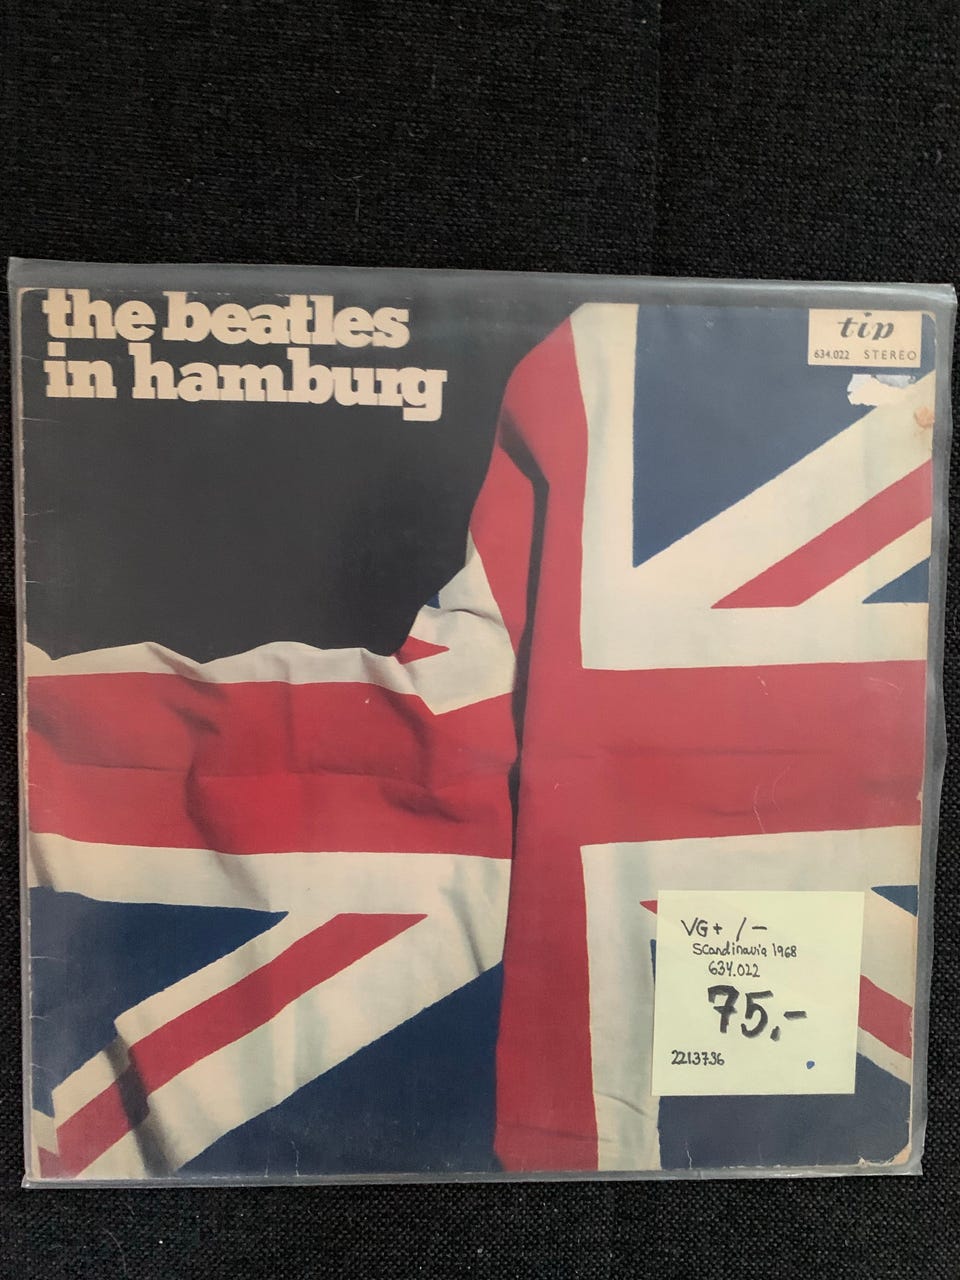 the beatles
in hamburg
tip
634.022 STEREO
VG+ /-
Scandinavia 1968
634.022
75,-
2213736